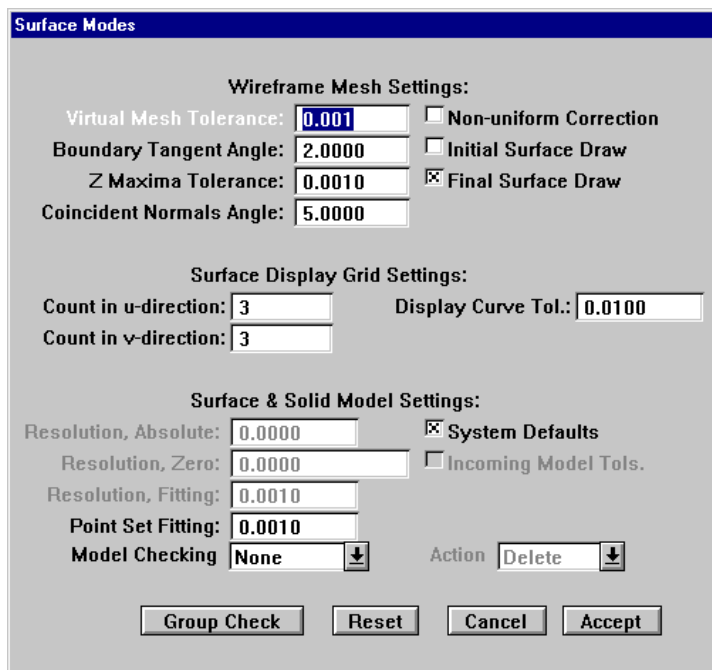 Surface Modes
Wireframe Mesh Settings:
Virtual Mesh Tolerance: 0.001 Non-uniform Correction
Boundary Tangent Angle: 2.0000 Initial Surface Draw
Z Maxima Tolerance: 0.0010 Final Surface Draw
Coincident Normals Angle: 5.0000
Surface Display Grid Settings:
Count in u-direction: 3 Display Curve Tol.: 0.0100
Count in v-direction: 3
Surface & Solid Model Settings:
Resolution, Absolute: 0.0000 System Defaults
Resolution, Zero: 0.0000 Incoming Model Tols.
Resolution, Fitting: 0.0010
Point Set Fitting: 0.0010
Model Checking None Action Delete
Group Check Reset Cancel Accept